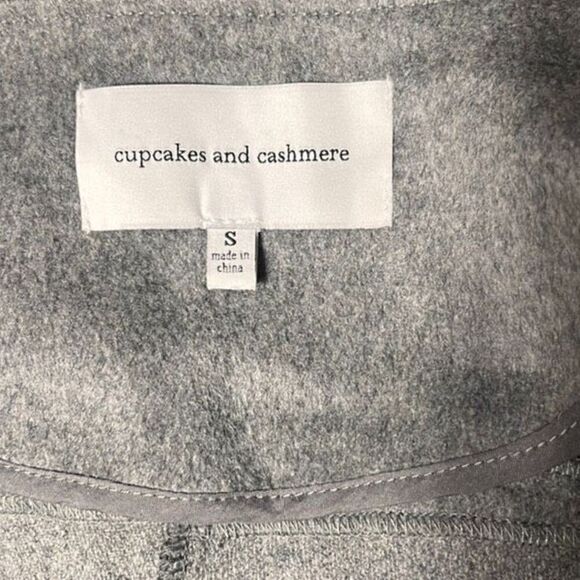 cupcakes and cashmere
S
made in
china